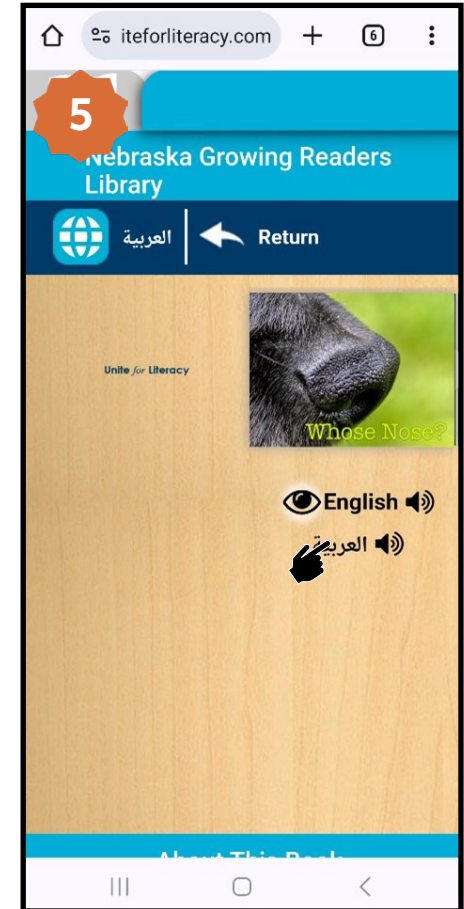 iteforliteracy.com
6
5
Nebraska Growing Readers
Library
العربية
Return
Unite for Literacy
Whose Nose?
English
العربية
About This Book